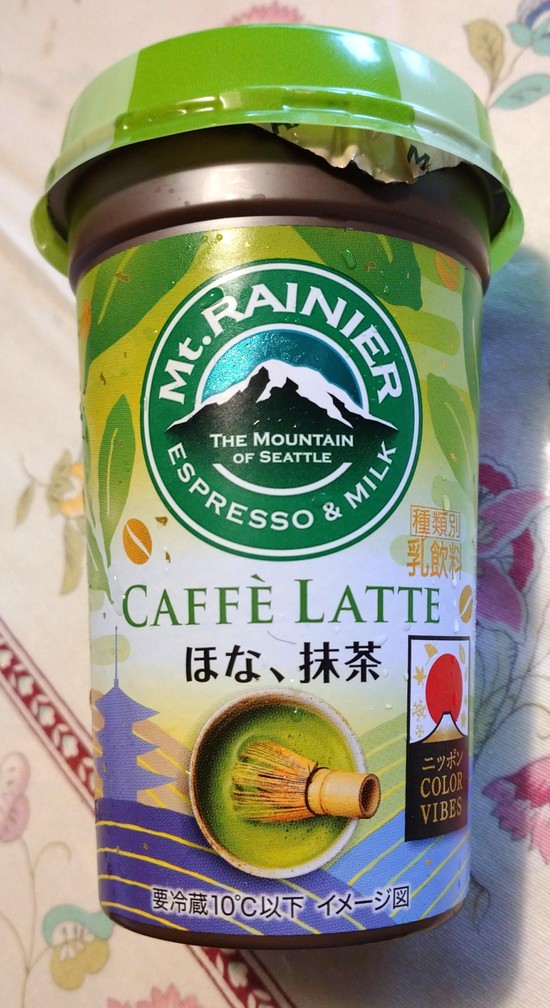 Mt. RAINIER
THE MOUNTAIN
OF SEATTLE
ESPRESSO & MILK
種類別
乳飲料
CAFFÈ LATTE
ほな、抹茶
ニッポン
COLOR
VIBES
要冷蔵10℃以下 イメージ図